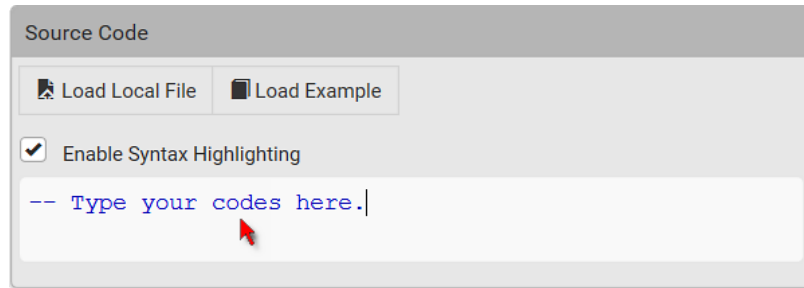 Source Code
Load Local File Load Example
Enable Syntax Highlighting
-- Type your codes here.